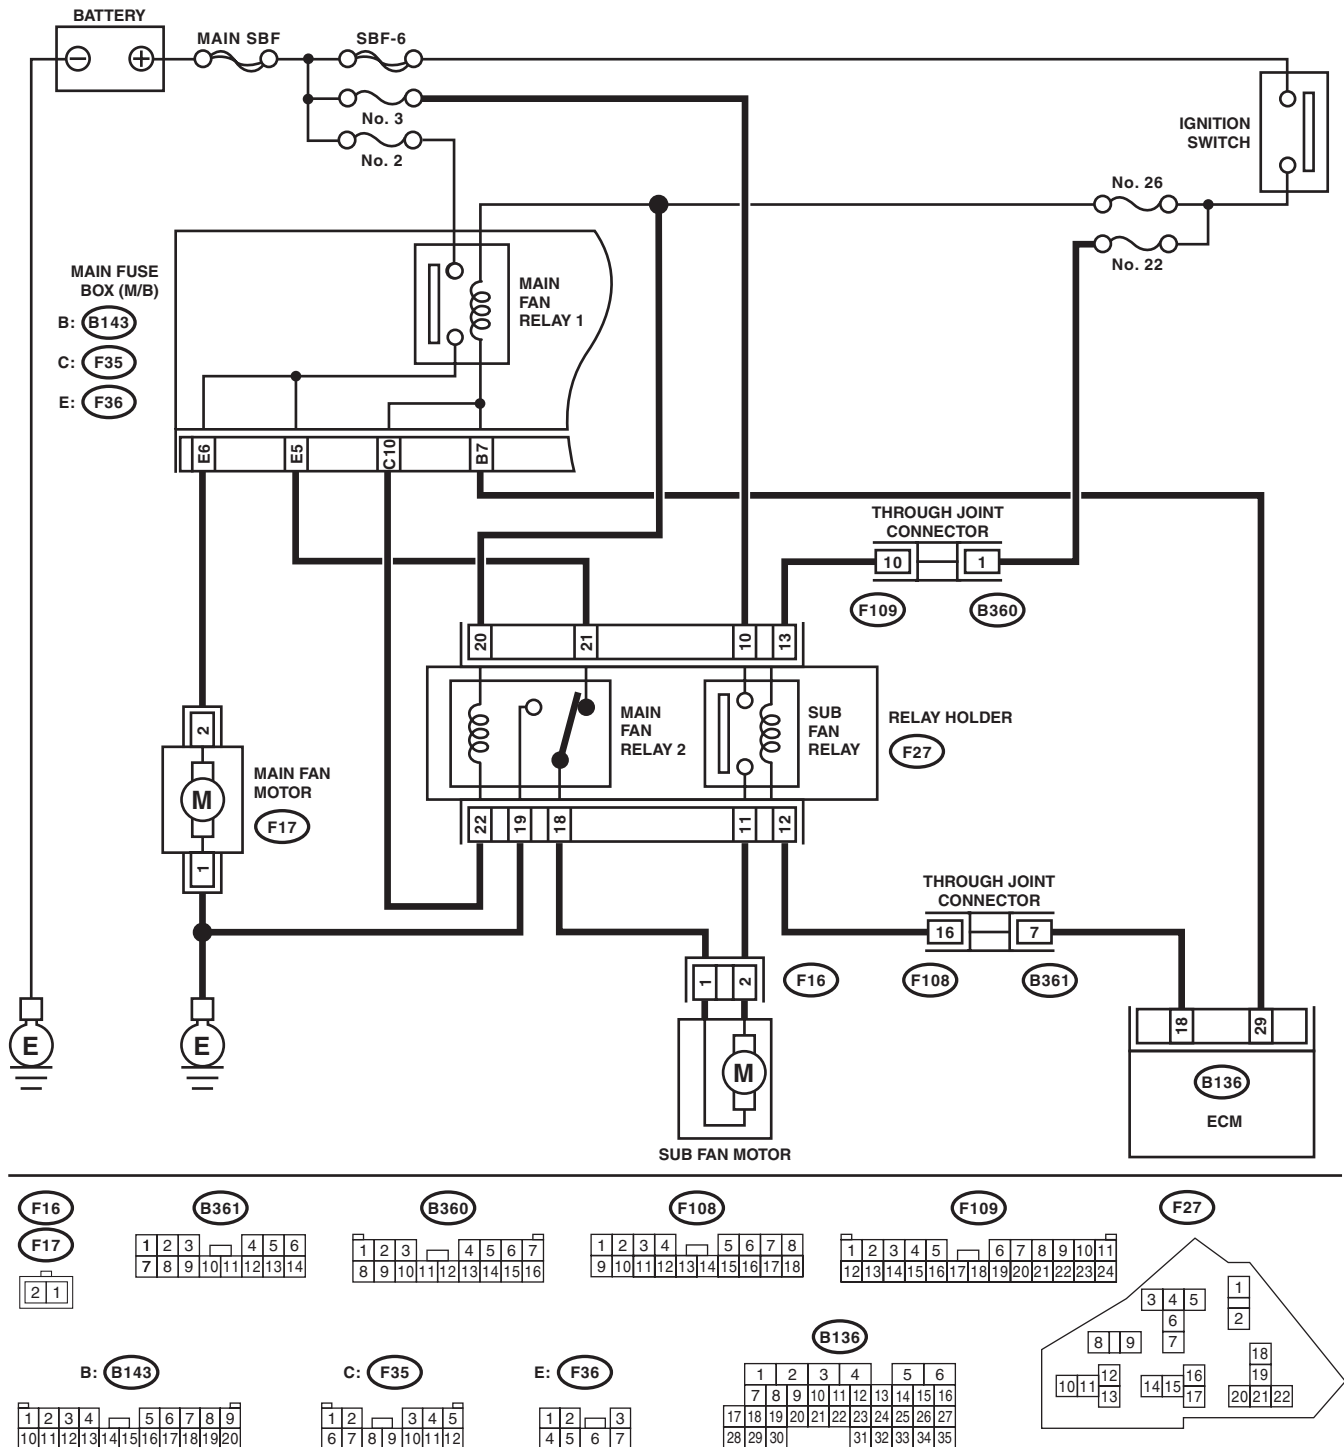 BATTERY
MAIN SBF
SBF-6
No. 3
No. 2
IGNITION
SWITCH
No. 26
No. 22
MAIN FUSE
BOX (M/B)
B: B143
C: F35
E: F36
MAIN
FAN
RELAY 1
E6
E5
C10
B7
THROUGH JOINT
CONNECTOR
10
1
F109
B360
20
21
10
13
MAIN
FAN
RELAY 2
SUB
FAN
RELAY
RELAY HOLDER
F27
2
MAIN FAN
MOTOR
M
F17
1
22
19
18
11
12
THROUGH JOINT
CONNECTOR
16
7
F108
B361
1
2
F16
E
E
M
SUB FAN MOTOR
18
29
B136
ECM
F16
F17
2 1
B361
1 2 3 4 5 6
7 8 9 10 11 12 13 14
B360
1 2 3 4 5 6 7
8 9 10 11 12 13 14 15 16
F108
1 2 3 4 5 6 7 8
9 10 11 12 13 14 15 16 17 18
F109
1 2 3 4 5 6 7 8 9 10 11
12 13 14 15 16 17 18 19 20 21 22 23 24
F27
1
2
3 4 5
6
7
8 9
10 11 12
13
14 15 16
17
18
19
20 21 22
B: B143
1 2 3 4 5 6 7 8 9
10 11 12 13 14 15 16 17 18 19 20
C: F35
1 2 3 4 5
6 7 8 9 10 11 12
E: F36
1 2 3
4 5 6 7
B136
1 2 3 4 5 6
7 8 9 10 11 12 13 14 15 16
17 18 19 20 21 22 23 24 25 26 27
28 29 30 31 32 33 34 35